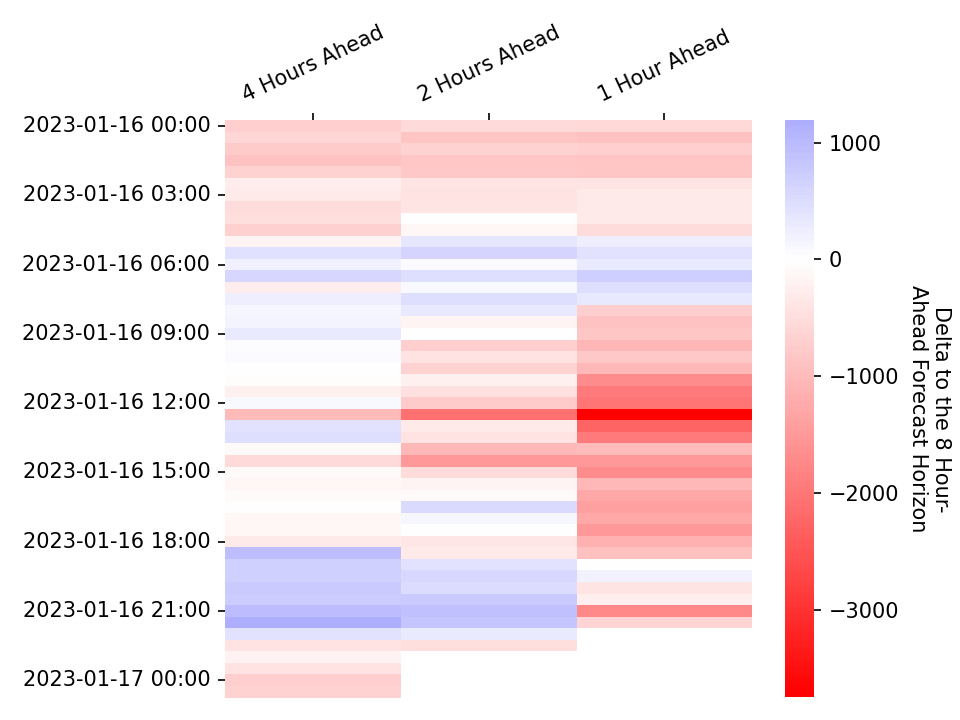 4 Hours Ahead
2 Hours Ahead
1 Hour Ahead
2023-01-16 00:00
2023-01-16 03:00
2023-01-16 06:00
2023-01-16 09:00
2023-01-16 12:00
2023-01-16 15:00
2023-01-16 18:00
2023-01-16 21:00
2023-01-17 00:00
1000
0
−1000
−2000
−3000
Delta to the 8 Hour-
Ahead Forecast Horizon